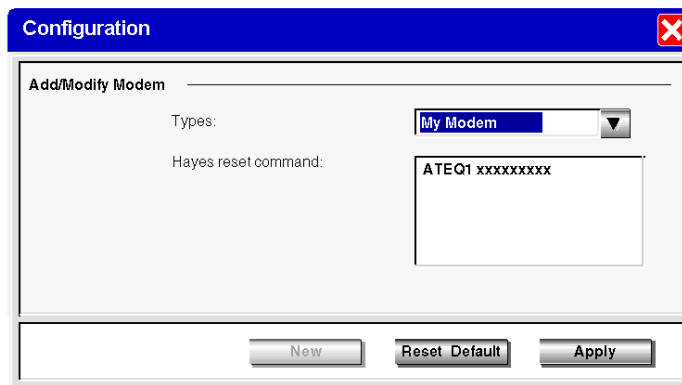 Configuration
Add/Modify Modem
Types:
My Modem
Hayes reset command:
ATEQ1 xxxxxxxxx
New
Reset Default
Apply